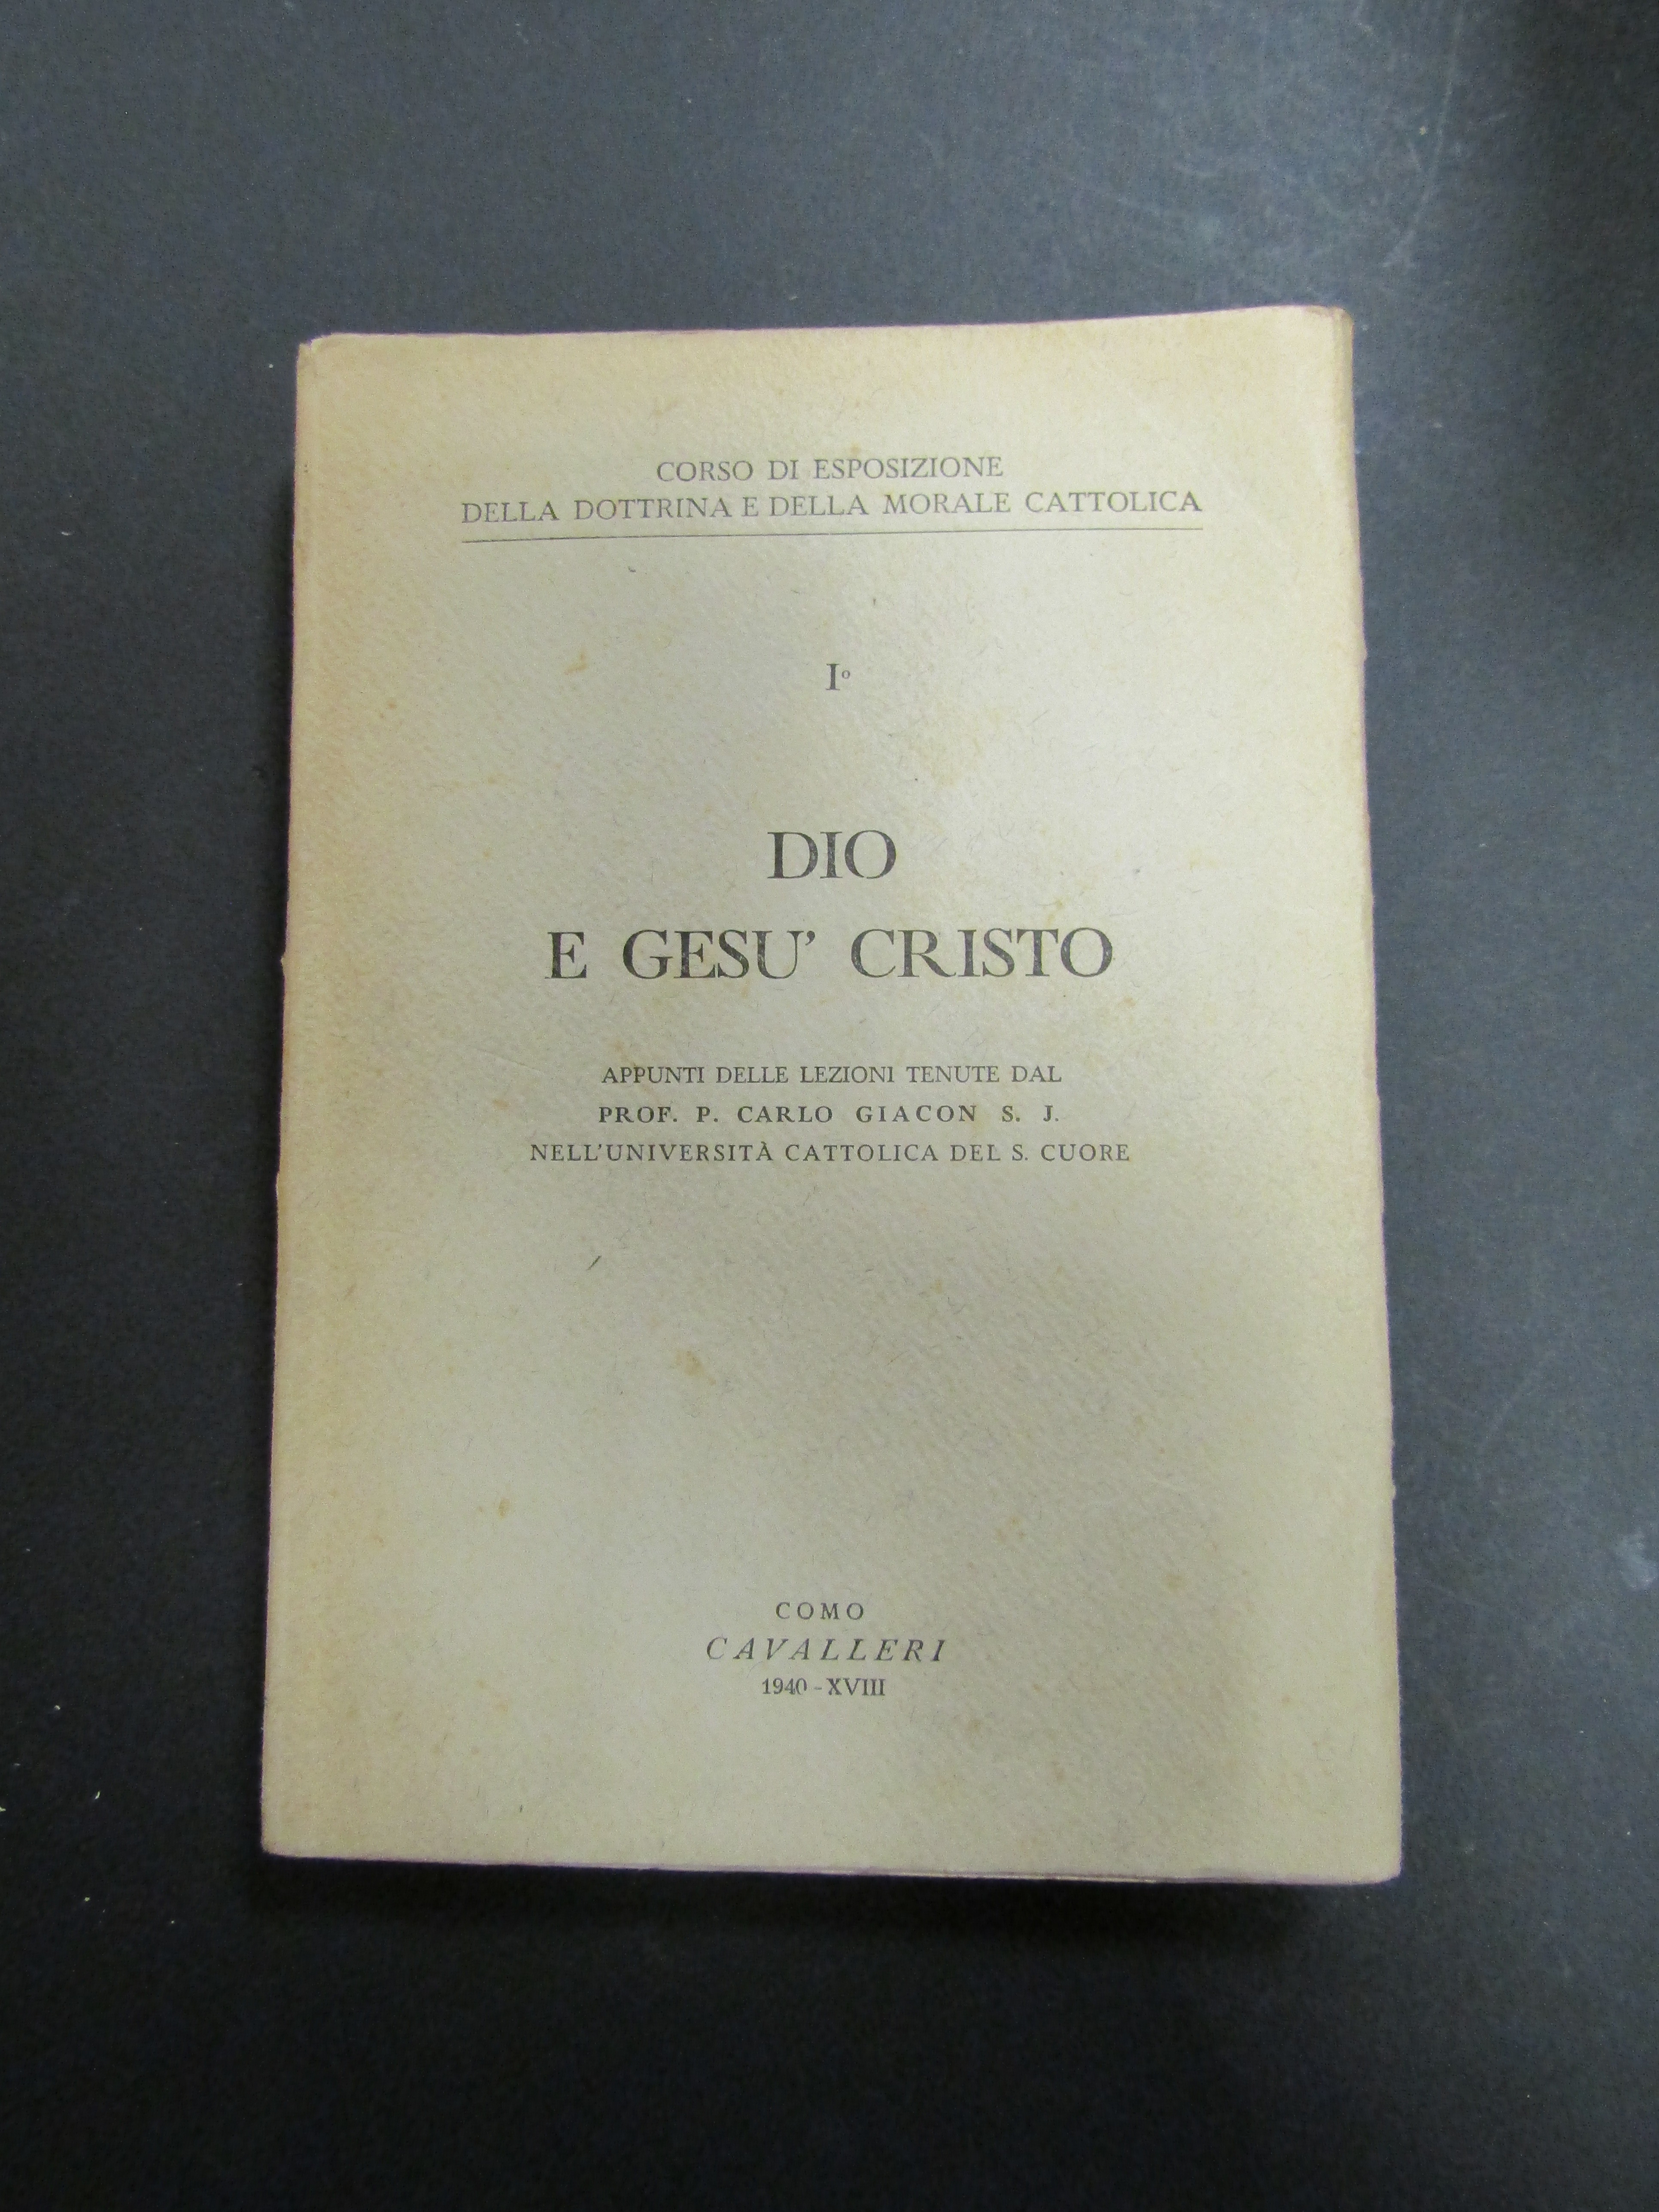 CORSO DI ESPOSIZIONE
DELLA DOTTRINA E DELLA MORALE CATTOLICA
Iº
DIO
E GESU' CRISTO
APPUNTI DELLE LEZIONI TENUTE DAL
PROF. P. CARLO GIACON S. J.
NELL'UNIVERSITÀ CATTOLICA DEL S. CUORE
COMO
CAVALLERI
1940 - XVIII